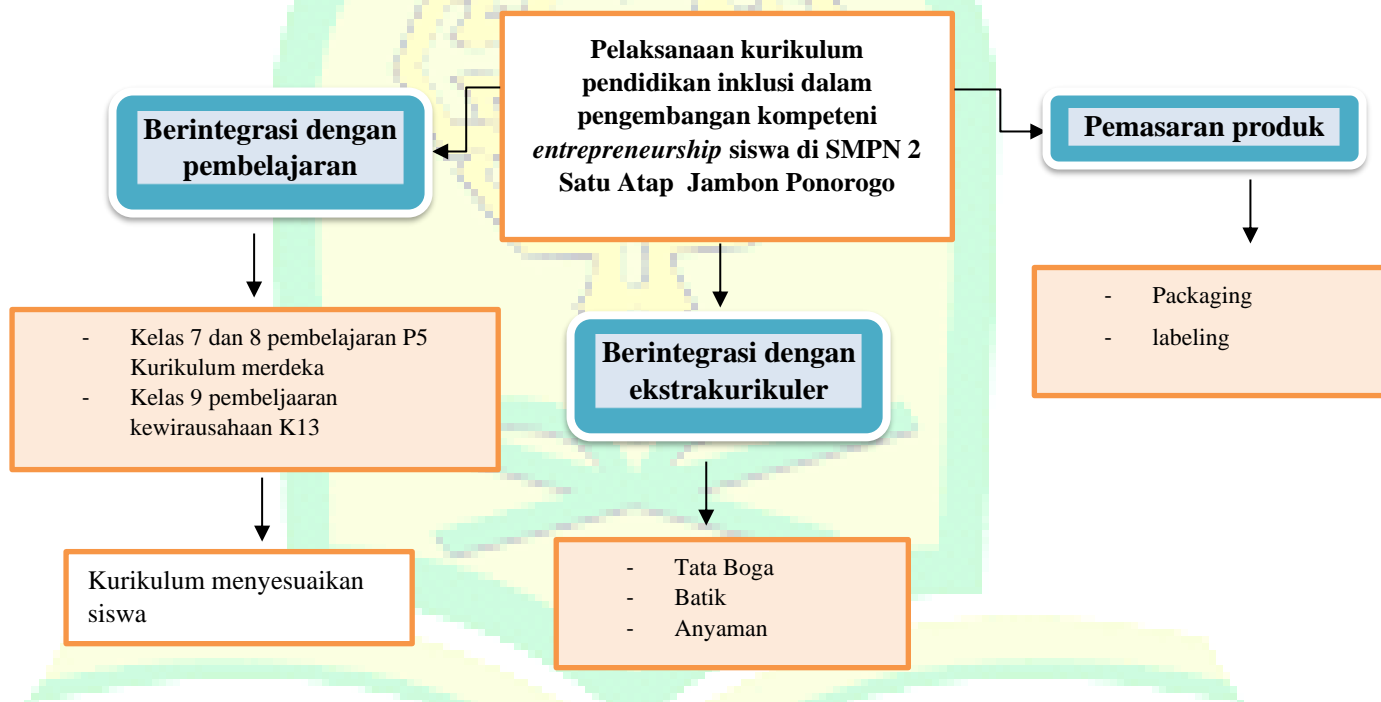 Pelaksanaan kurikulum
pendidikan inklusi dalam
pengembangan kompeteni
entrepreneurship siswa di SMPN 2
Satu Atap Jambon Ponorogo
Berintegrasi dengan
pembelajaran
Pemasaran produk
- Kelas 7 dan 8 pembelajaran P5
Kurikulum merdeka
- Kelas 9 pembeljaaran
kewirausahaan K13
Berintegrasi dengan
ekstrakurikuler
- Packaging
- labeling
Kurikulum menyesuaikan
siswa
- Tata Boga
- Batik
- Anyaman